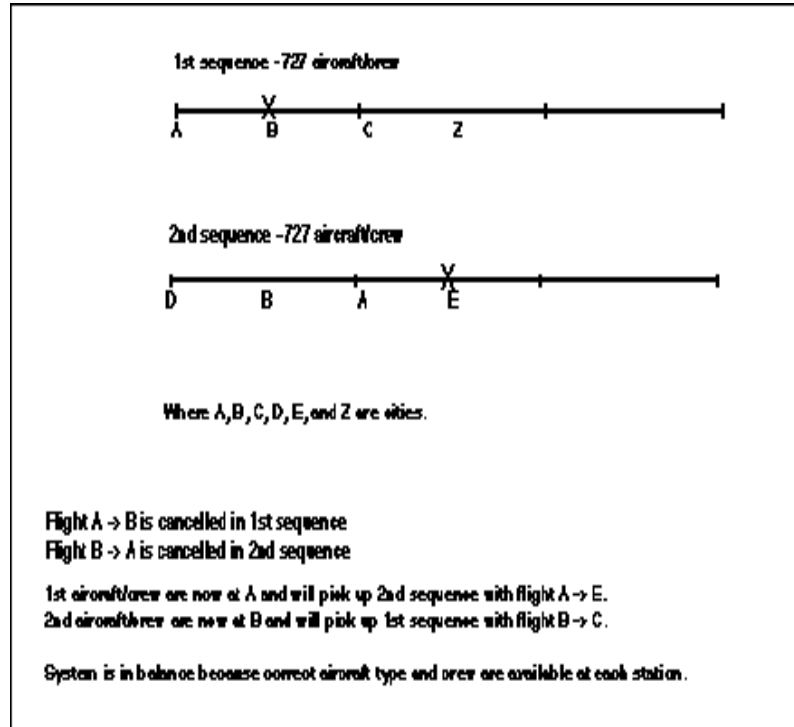 1st sequence -727 aircraft/crew
X
A B C Z
2nd sequence -727 aircraft/crew
X
D B A E
Where A,B,C,D,E,and Z are cities.
Flight A -> B is cancelled in 1st sequence
Flight B -> A is cancelled in 2nd sequence
1st aircraft/crew are now at A and will pick up 2nd sequence with flight A -> E.
2nd aircraft/crew are now at B and will pick up 1st sequence with flight B -> C.
System is in balance because correct aircraft type and crew are available at each station.